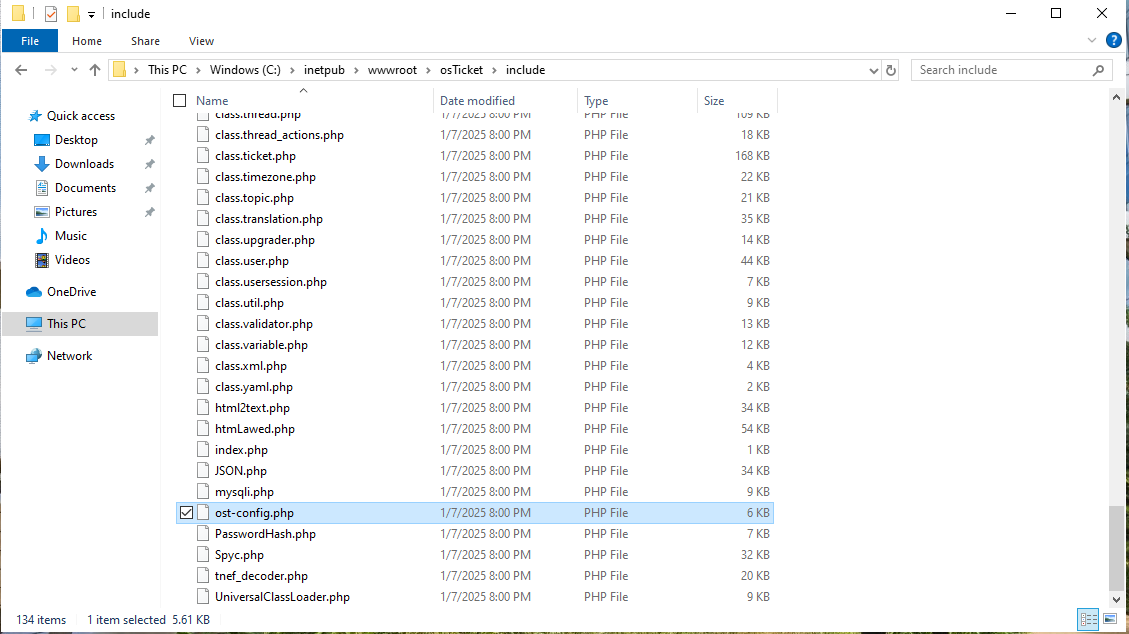 include
File Home Share View
This PC Windows (C:) inetpub wwwroot osTicket include Search include
Quick access
Desktop
Downloads
Documents
Pictures
Music
Videos
OneDrive
This PC
Network
Name Date modified Type Size
class.thread.php 1/7/2025 8:00 PM PHP File 109 KB
class.thread_actions.php 1/7/2025 8:00 PM PHP File 18 KB
class.ticket.php 1/7/2025 8:00 PM PHP File 168 KB
class.timezone.php 1/7/2025 8:00 PM PHP File 22 KB
class.topic.php 1/7/2025 8:00 PM PHP File 21 KB
class.translation.php 1/7/2025 8:00 PM PHP File 35 KB
class.upgrader.php 1/7/2025 8:00 PM PHP File 14 KB
class.user.php 1/7/2025 8:00 PM PHP File 44 KB
class.usersession.php 1/7/2025 8:00 PM PHP File 7 KB
class.util.php 1/7/2025 8:00 PM PHP File 9 KB
class.validator.php 1/7/2025 8:00 PM PHP File 13 KB
class.variable.php 1/7/2025 8:00 PM PHP File 12 KB
class.xml.php 1/7/2025 8:00 PM PHP File 4 KB
class.yaml.php 1/7/2025 8:00 PM PHP File 2 KB
html2text.php 1/7/2025 8:00 PM PHP File 34 KB
htmLawed.php 1/7/2025 8:00 PM PHP File 54 KB
index.php 1/7/2025 8:00 PM PHP File 1 KB
JSON.php 1/7/2025 8:00 PM PHP File 34 KB
mysqli.php 1/7/2025 8:00 PM PHP File 9 KB
ost-config.php 1/7/2025 8:00 PM PHP File 6 KB
PasswordHash.php 1/7/2025 8:00 PM PHP File 7 KB
Spyc.php 1/7/2025 8:00 PM PHP File 32 KB
tnef_decoder.php 1/7/2025 8:00 PM PHP File 20 KB
UniversalClassLoader.php 1/7/2025 8:00 PM PHP File 9 KB
134 items 1 item selected 5.61 KB